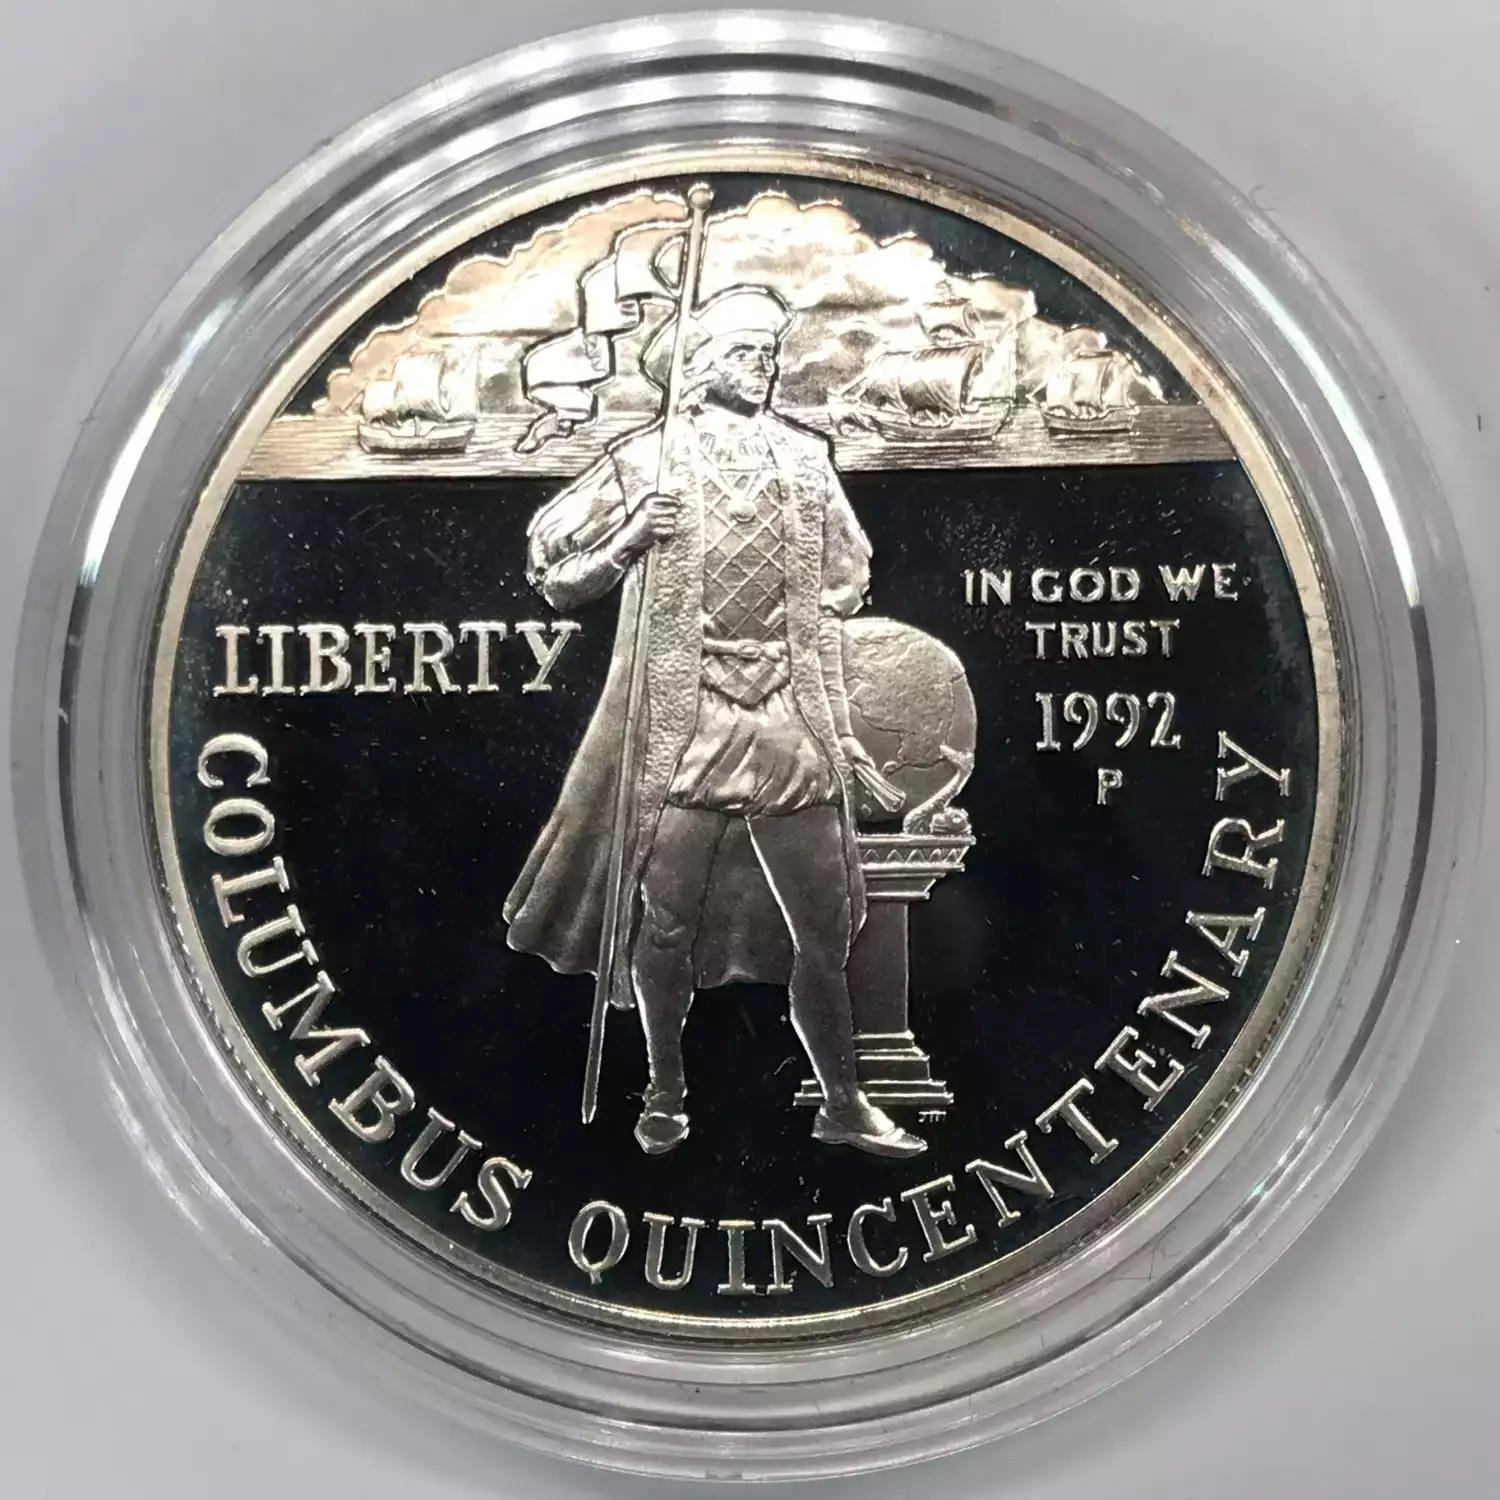 LIBERTY
IN GOD WE
TRUST
1992
P
COLUMBUS QUINCENTENARY